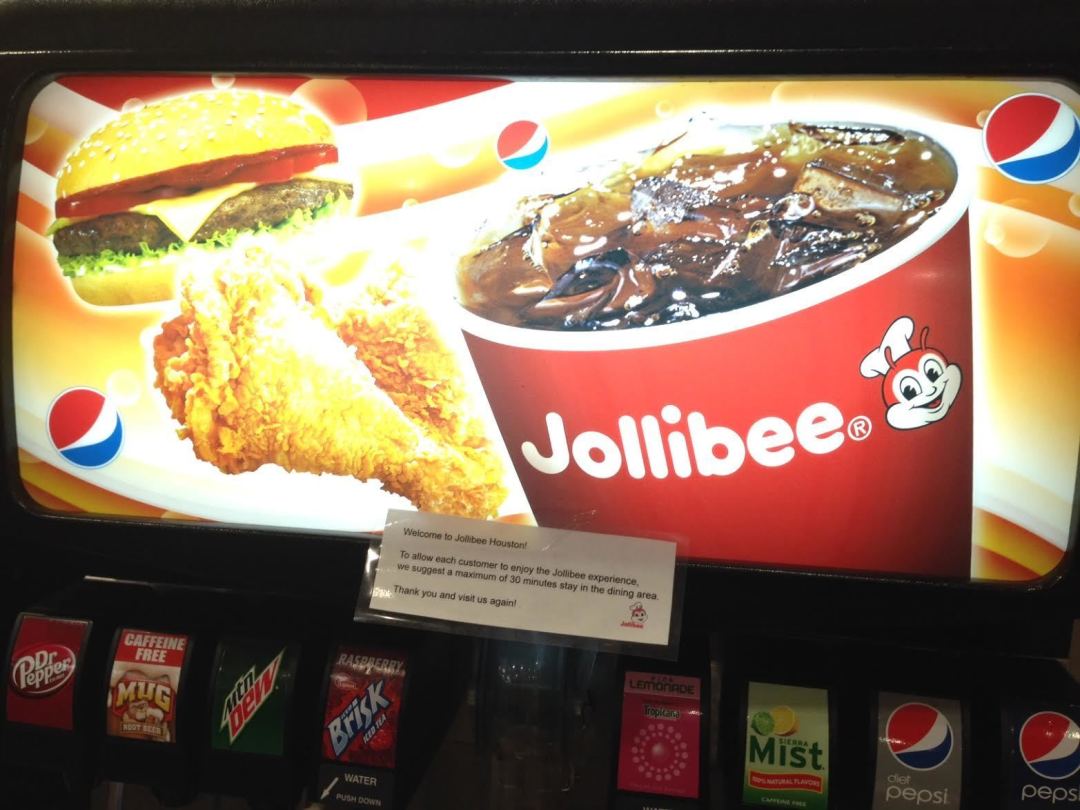 Jollibee®
Welcome to Jollibee Houston!
To allow each customer to enjoy the Jollibee experience,
we suggest a maximum of 30 minutes stay in the dining area.
Thank you and visit us again!
Jollibee
Dr
Pepper
CAFFEINE
FREE
MUG
ROOT BEER
Mtn
Dew
RASPBERRY
BRISK
ICED TEA
WATER
PUSH DOWN
PINK
LEMONADE
Tropicana
SIERRA
Mist
100% NATURAL FLAVORS
CAFFEINE FREE
diet
pepsi
pepsi